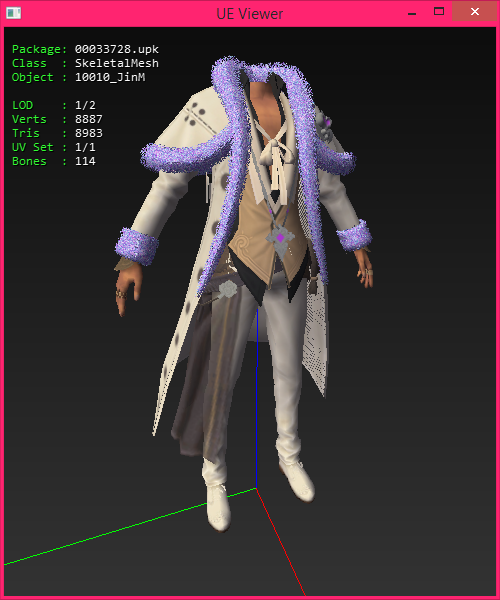 UE Viewer
Package: 00033728.upk
Class : SkeletalMesh
Object : 10010_JinM
LOD : 1/2
Verts : 8887
Tris : 8983
UV Set : 1/1
Bones : 114